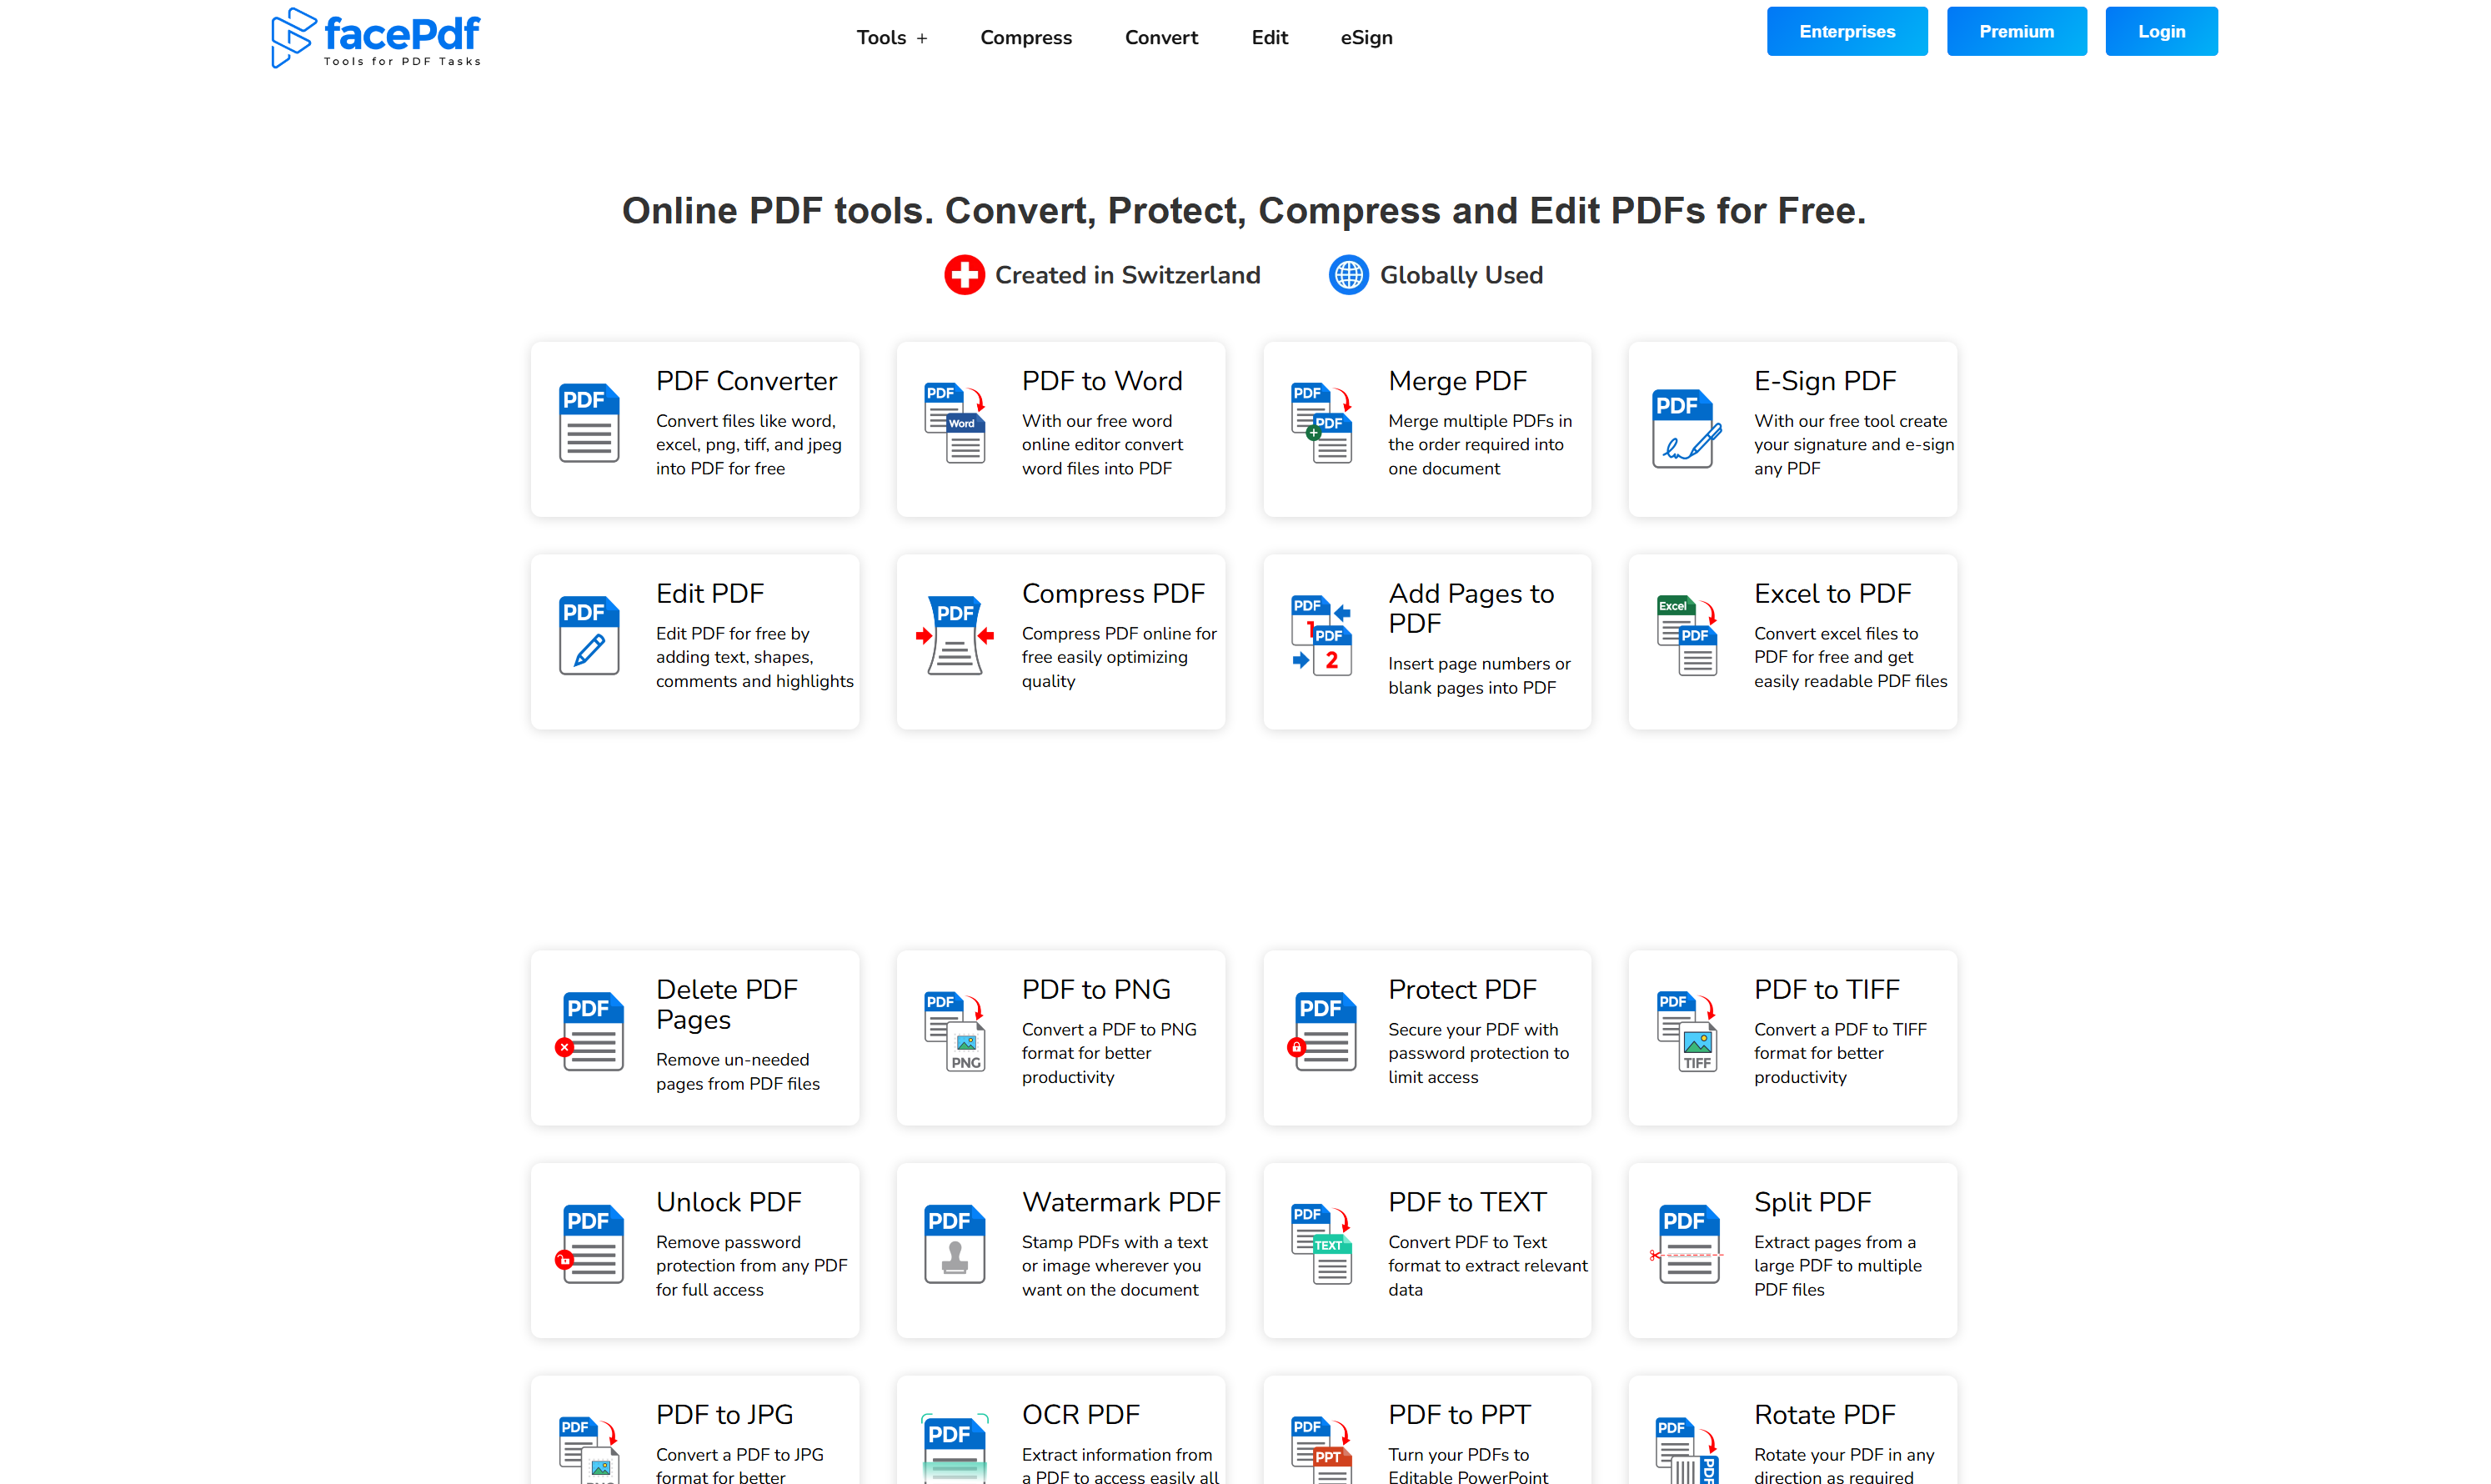 facePdf
Tools for PDF Tasks
Tools +
Compress
Convert
Edit
eSign
Enterprises
Premium
Login
Online PDF tools. Convert, Protect, Compress and Edit PDFs for Free.
Created in Switzerland
Globally Used
PDF
PDF Converter
Convert files like word,
excel, png, tiff, and jpeg
into PDF for free
PDF
Word
PDF to Word
With our free word
online editor convert
word files into PDF
PDF
PDF
Merge PDF
Merge multiple PDFs in
the order required into
one document
PDF
E-Sign PDF
With our free tool create
your signature and e-sign
any PDF
PDF
Edit PDF
Edit PDF for free by
adding text, shapes,
comments and highlights
PDF
Compress PDF
Compress PDF online for
free easily optimizing
quality
PDF
1
PDF
2
Add Pages to
PDF
Insert page numbers or
blank pages into PDF
Excel
PDF
Excel to PDF
Convert excel files to
PDF for free and get
easily readable PDF files
PDF
Delete PDF
Pages
Remove un-needed
pages from PDF files
PDF
PNG
PDF to PNG
Convert a PDF to PNG
format for better
productivity
PDF
Protect PDF
Secure your PDF with
password protection to
limit access
PDF
TIFF
PDF to TIFF
Convert a PDF to TIFF
format for better
productivity
PDF
Unlock PDF
Remove password
protection from any PDF
for full access
PDF
Watermark PDF
Stamp PDFs with a text
or image wherever you
want on the document
PDF
TEXT
PDF to TEXT
Convert PDF to Text
format to extract relevant
data
PDF
Split PDF
Extract pages from a
large PDF to multiple
PDF files
PDF
PDF to JPG
Convert a PDF to JPG
format for better
PDF
OCR PDF
Extract information from
a PDF to access easily all
PDF
PPT
PDF to PPT
Turn your PDFs to
Editable PowerPoint
PDF
PDF
Rotate PDF
Rotate your PDF in any
direction as required